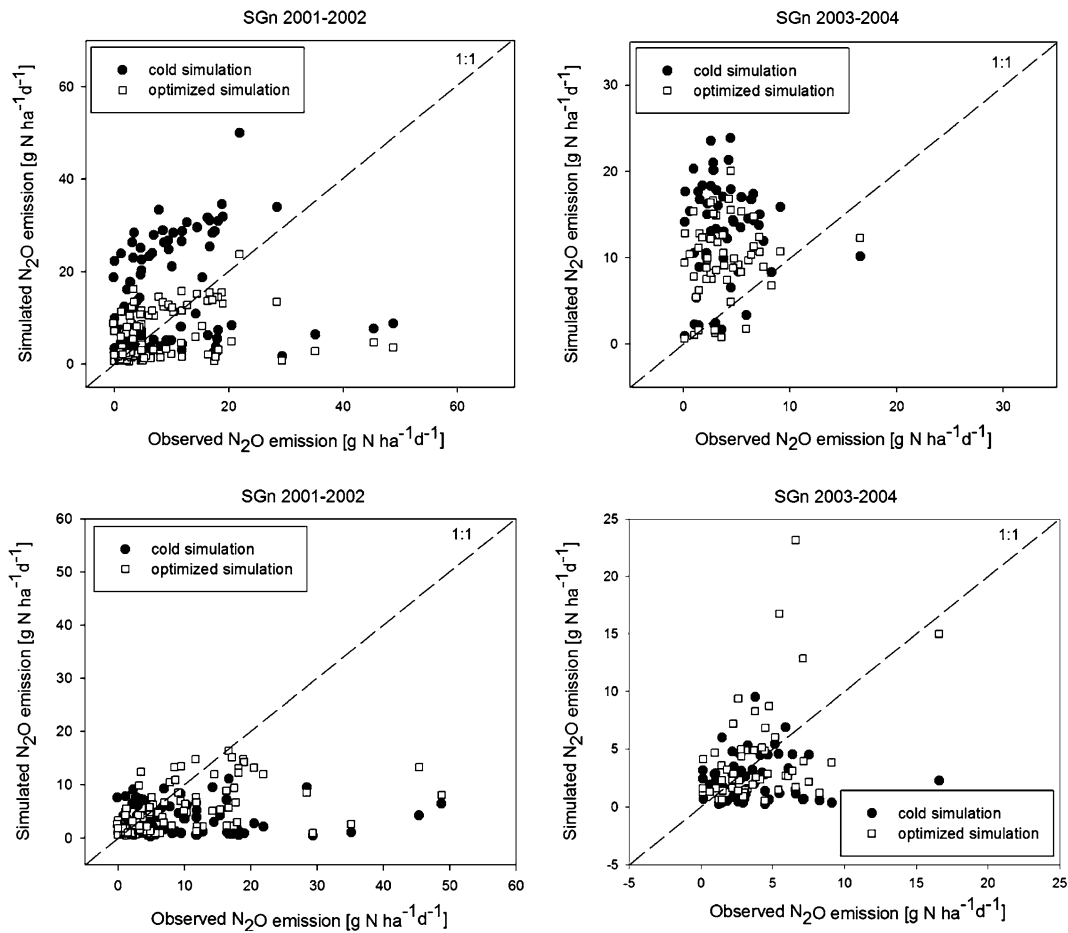 SGn 2001-2002
1:1
cold simulation
optimized simulation
60
40
20
0
0 20 40 60
Simulated N₂O emission [g N ha⁻¹d⁻¹]
Observed N₂O emission [g N ha⁻¹d⁻¹]
SGn 2003-2004
1:1
cold simulation
optimized simulation
30
20
10
0
0 10 20 30
Simulated N₂O emission [g N ha⁻¹d⁻¹]
Observed N₂O emission [g N ha⁻¹d⁻¹]
SGn 2001-2002
1:1
cold simulation
optimized simulation
60
50
40
30
20
10
0
0 10 20 30 40 50 60
Simulated N₂O emission [g N ha⁻¹d⁻¹]
Observed N₂O emission [g N ha⁻¹d⁻¹]
SGn 2003-2004
1:1
25
20
15
10
5
0
-5
cold simulation
optimized simulation
-5 0 5 10 15 20 25
Simulated N₂O emission [g N ha⁻¹d⁻¹]
Observed N₂O emission [g N ha⁻¹d⁻¹]